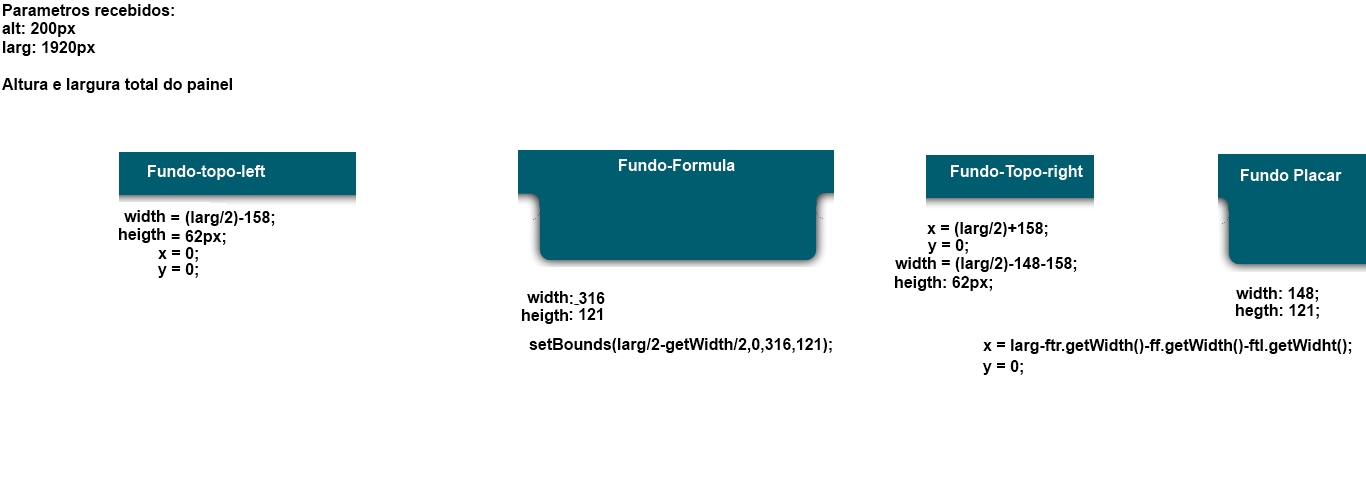 Parametros recebidos:
alt: 200px
larg: 1920px
Altura e largura total do painel
Fundo-topo-left
width = (larg/2)-158;
heigth = 62px;
x = 0;
y = 0;
Fundo-Formula
width: 316
heigth: 121
setBounds(larg/2-getWidth/2,0,316,121);
Fundo-Topo-right
x = (larg/2)+158;
y = 0;
width = (larg/2)-148-158;
heigth: 62px;
Fundo Placar
width: 148;
hegth: 121;
x = larg-ftr.getWidth()-ff.getWidth()-ftl.getWidht();
y = 0;